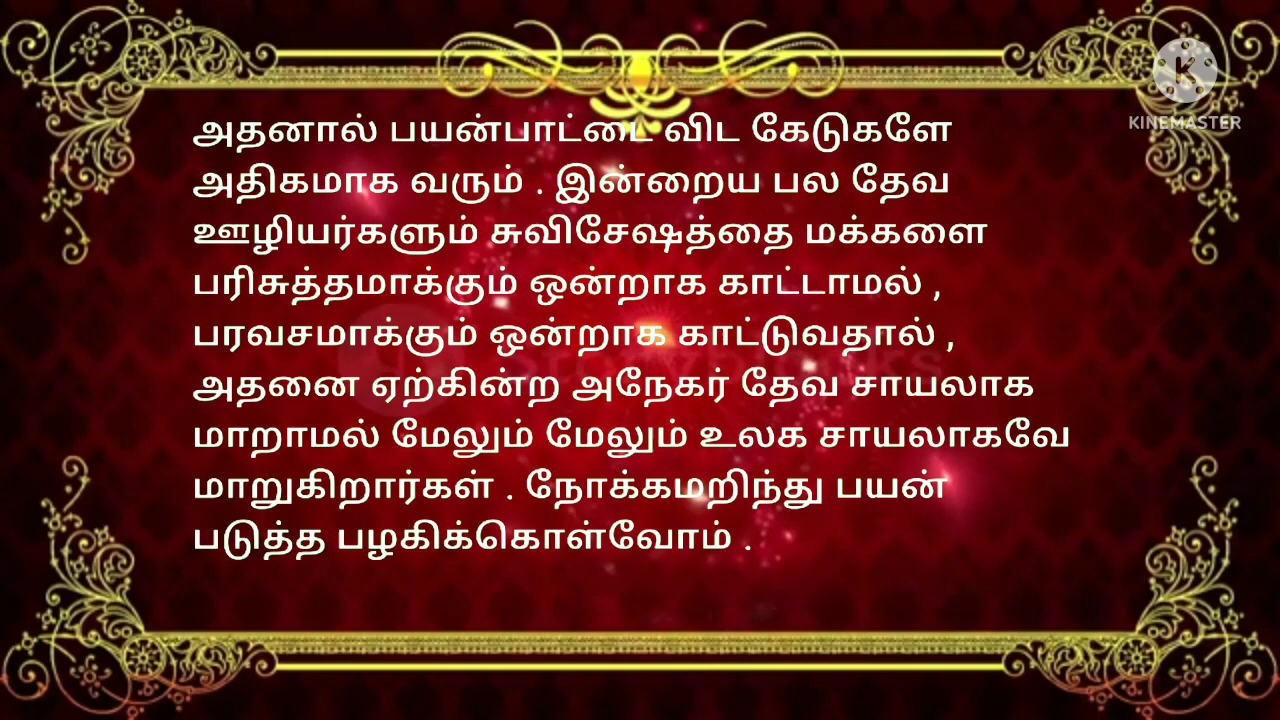 அதனால் பயன்பாட்டை விட கேடுகளே
அதிகமாக வரும் . இன்றைய பல தேவ
ஊழியர்களும் சுவிசேஷத்தை மக்களை
பரிசுத்தமாக்கும் ஒன்றாக காட்டாமல் ,
பரவசமாக்கும் ஒன்றாக காட்டுவதால் ,
அதனை ஏற்கின்ற அநேகர் தேவ சாயலாக
மாறாமல் மேலும் மேலும் உலக சாயலாகவே
மாறுகிறார்கள் . நோக்கமறிந்து பயன்
படுத்த பழகிக்கொள்வோம் .
K
KINEMASTER